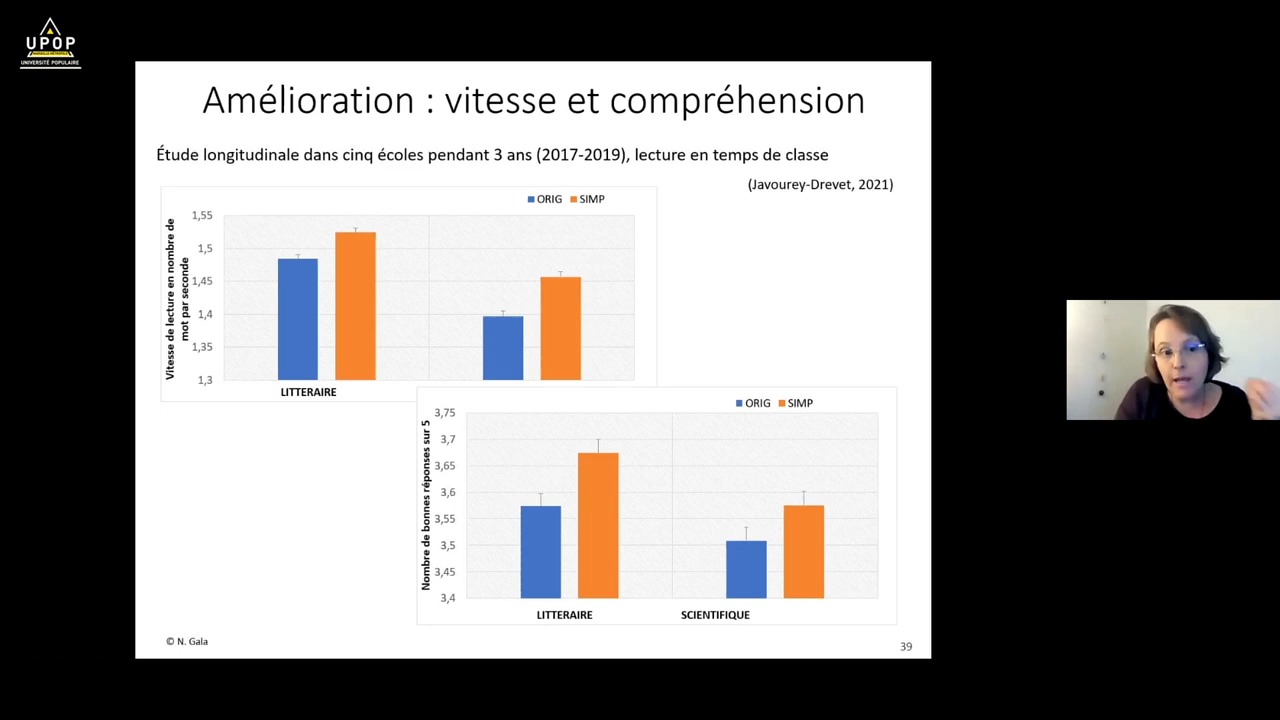 UPOP
UNIVERSITÉ POPULAIRE
Amélioration : vitesse et compréhension
Étude longitudinale dans cinq écoles pendant 3 ans (2017-2019), lecture en temps de classe
(Javourey-Drevet, 2021)
ORIG SIMP
Vitesse de lecture en nombre de
mot par seconde
1,55
1,5
1,45
1,4
1,35
1,3
LITTERAIRE
ORIG SIMP
Nombre de bonnes réponses sur 5
3,75
3,7
3,65
3,6
3,55
3,5
3,45
3,4
LITTERAIRE SCIENTIFIQUE
© N. Gala
39